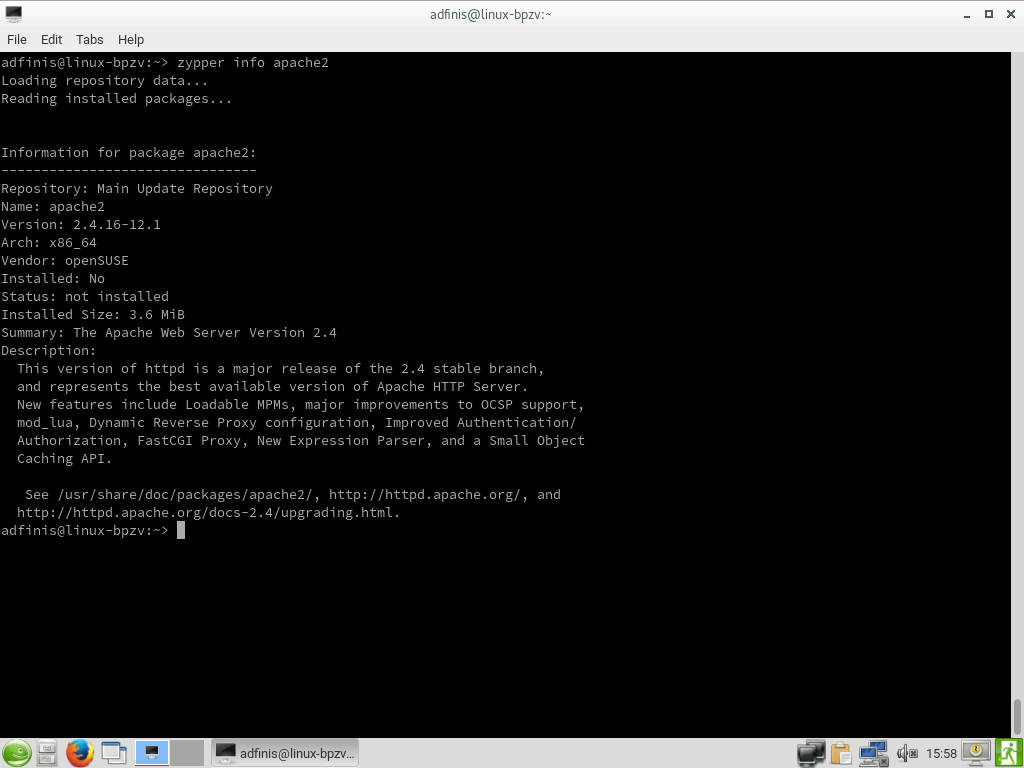 adfinis@linux-bpzv:~
File Edit Tabs Help
adfinis@linux-bpzv:~> zypper info apache2
Loading repository data...
Reading installed packages...
Information for package apache2:
--------------------------------
Repository: Main Update Repository
Name: apache2
Version: 2.4.16-12.1
Arch: x86_64
Vendor: openSUSE
Installed: No
Status: not installed
Installed Size: 3.6 MiB
Summary: The Apache Web Server Version 2.4
Description:
This version of httpd is a major release of the 2.4 stable branch,
and represents the best available version of Apache HTTP Server.
New features include Loadable MPMs, major improvements to OCSP support,
mod_lua, Dynamic Reverse Proxy configuration, Improved Authentication/
Authorization, FastCGI Proxy, New Expression Parser, and a Small Object
Caching API.
See /usr/share/doc/packages/apache2/, http://httpd.apache.org/, and
http://httpd.apache.org/docs-2.4/upgrading.html.
adfinis@linux-bpzv:~>
adfinis@linux-bpzv... 15:58